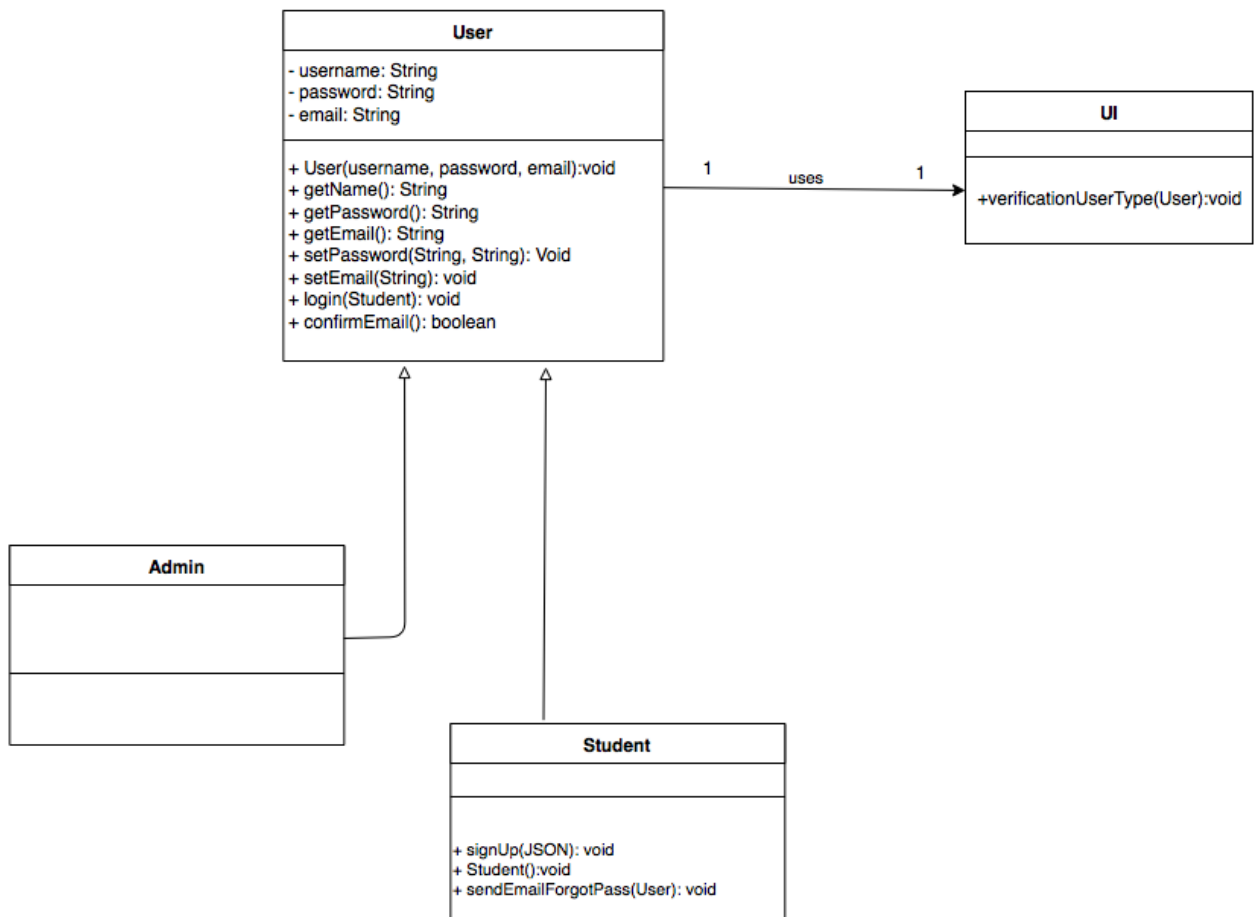 User
- username: String
- password: String
- email: String
+ User(username, password, email):void
+ getName(): String
+ getPassword(): String
+ getEmail(): String
+ setPassword(String, String): Void
+ setEmail(String): void
+ login(Student): void
+ confirmEmail(): boolean
1
uses
1
UI
+verificationUserType(User):void
Admin
Student
+ signUp(JSON): void
+ Student():void
+ sendEmailForgotPass(User): void